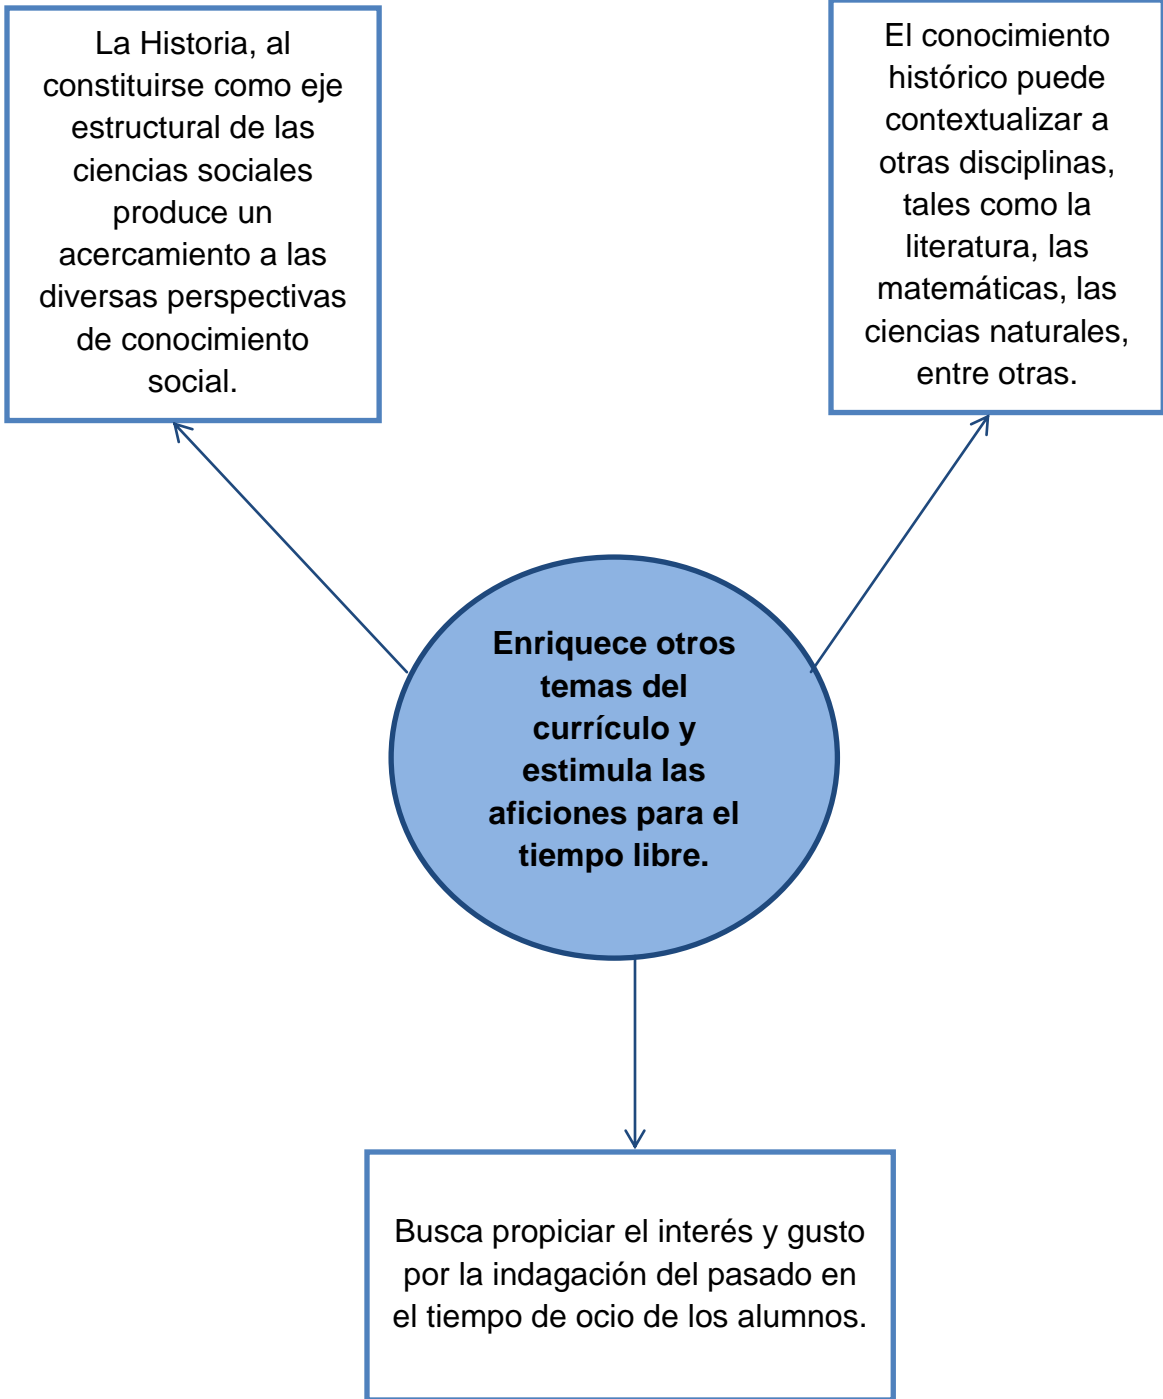 La Historia, al
constituirse como eje
estructural de las
ciencias sociales
produce un
acercamiento a las
diversas perspectivas
de conocimiento
social.
El conocimiento
histórico puede
contextualizar a
otras disciplinas,
tales como la
literatura, las
matemáticas, las
ciencias naturales,
entre otras.
Enriquece otros
temas del
currículo y
estimula las
aficiones para el
tiempo libre.
Busca propiciar el interés y gusto
por la indagación del pasado en
el tiempo de ocio de los alumnos.